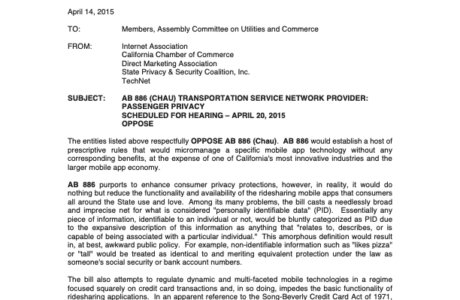 April 14, 2015
TO: Members, Assembly Committee on Utilities and Commerce
FROM: Internet Association
California Chamber of Commerce
Direct Marketing Association
State Privacy & Security Coalition, Inc.
TechNet
SUBJECT: AB 886 (CHAU) TRANSPORTATION SERVICE NETWORK PROVIDER:
PASSENGER PRIVACY
SCHEDULED FOR HEARING – APRIL 20, 2015
OPPOSE
The entities listed above respectfully OPPOSE AB 886 (Chau). AB 886 would establish a host of
prescriptive rules that would micromanage a specific mobile app technology without any
corresponding benefits, at the expense of one of California's most innovative industries and the
larger mobile app economy.
AB 886 purports to enhance consumer privacy protections, however, in reality, it would do
nothing but reduce the functionality and availability of the ridesharing mobile apps that consumers
all around the State use and love. Among its many problems, the bill casts a needlessly broad
and imprecise net for what is considered "personally identifiable data" (PID). Essentially any
piece of information, identifiable to an individual or not, would be bluntly categorized as PID due
to the expansive description of this information as anything that "relates to, describes, or is
capable of being associated with a particular individual." This amorphous definition would result
in, at best, awkward public policy. For example, non-identifiable information such as "likes pizza"
or "tall" would be treated as identical to and meriting equivalent protection under the law as
someone's social security or bank account numbers.
The bill also attempts to regulate dynamic and multi-faceted mobile technologies in a regime
focused squarely on credit card transactions and, in so doing, impedes the basic functionality of
ridesharing applications. In an apparent reference to the Song-Beverly Credit Card Act of 1971,